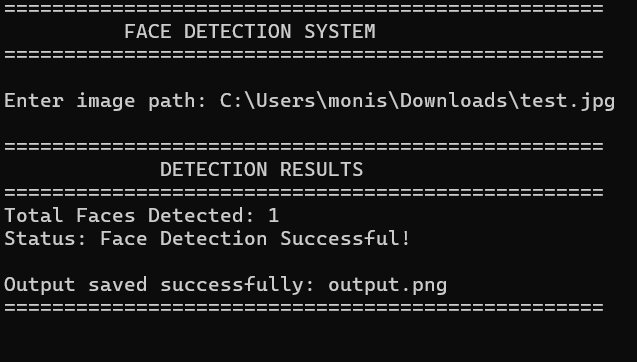 ==================================================
FACE DETECTION SYSTEM
==================================================
Enter image path: C:\Users\monis\Downloads\test.jpg
==================================================
DETECTION RESULTS
==================================================
Total Faces Detected: 1
Status: Face Detection Successful!
Output saved successfully: output.png
==================================================